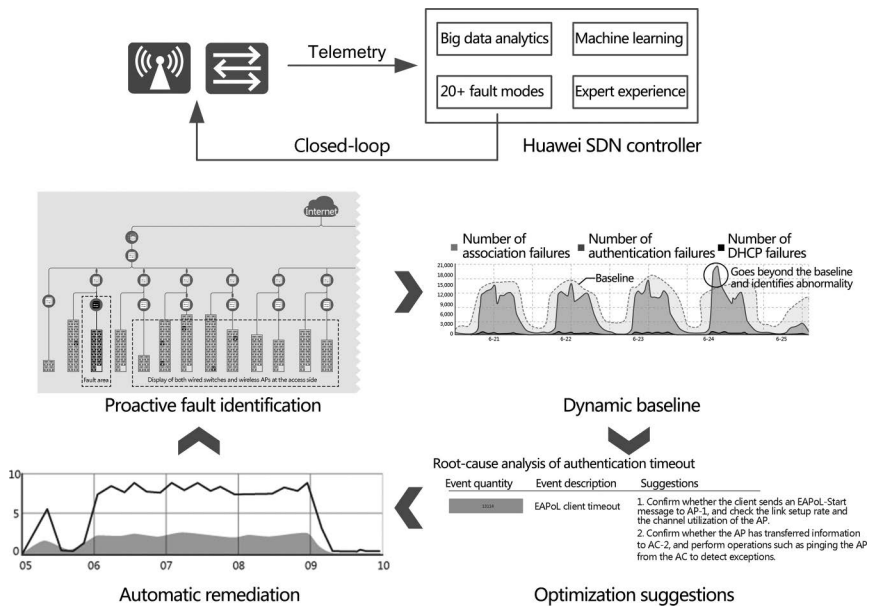 Telemetry
Big data analytics
Machine learning
20+ fault modes
Expert experience
Closed-loop
Huawei SDN controller
Internet
Fault area
Display of both wired switches and wireless APs at the access side
Proactive fault identification
Number of
association failures
Number of
authentication failures
Number of
DHCP failures
21,000
18,000
15,000
12,000
9,000
6,000
3,000
0
Baseline
Goes beyond the baseline
and identifies abnormality
6-21
6-22
6-23
6-24
6-25
Dynamic baseline
Root-cause analysis of authentication timeout
Event quantity
Event description
Suggestions
EAPoL client timeout
1. Confirm whether the client sends an EAPoL-Start
message to AP-1, and check the link setup rate and
the channel utilization of the AP.
2. Confirm whether the AP has transferred information
to AC-2, and perform operations such as pinging the AP
from the AC to detect exceptions.
Optimization suggestions
10
5
0
05
06
07
08
09
10
Automatic remediation